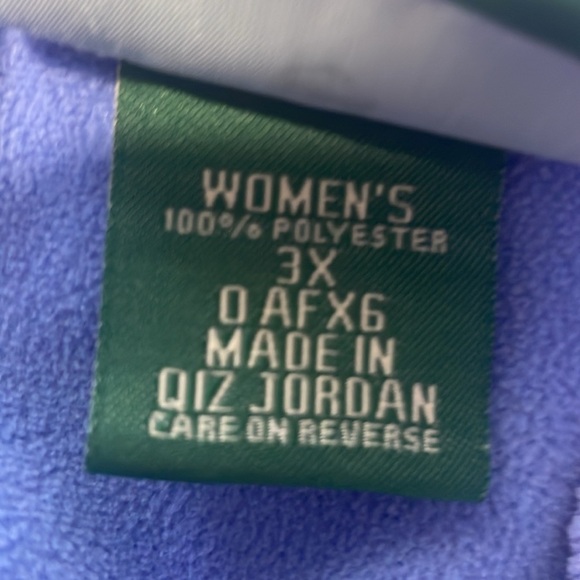 WOMEN'S
100% POLYESTER
3X
0 AFX6
MADE IN
QIZ JORDAN
CARE ON REVERSE